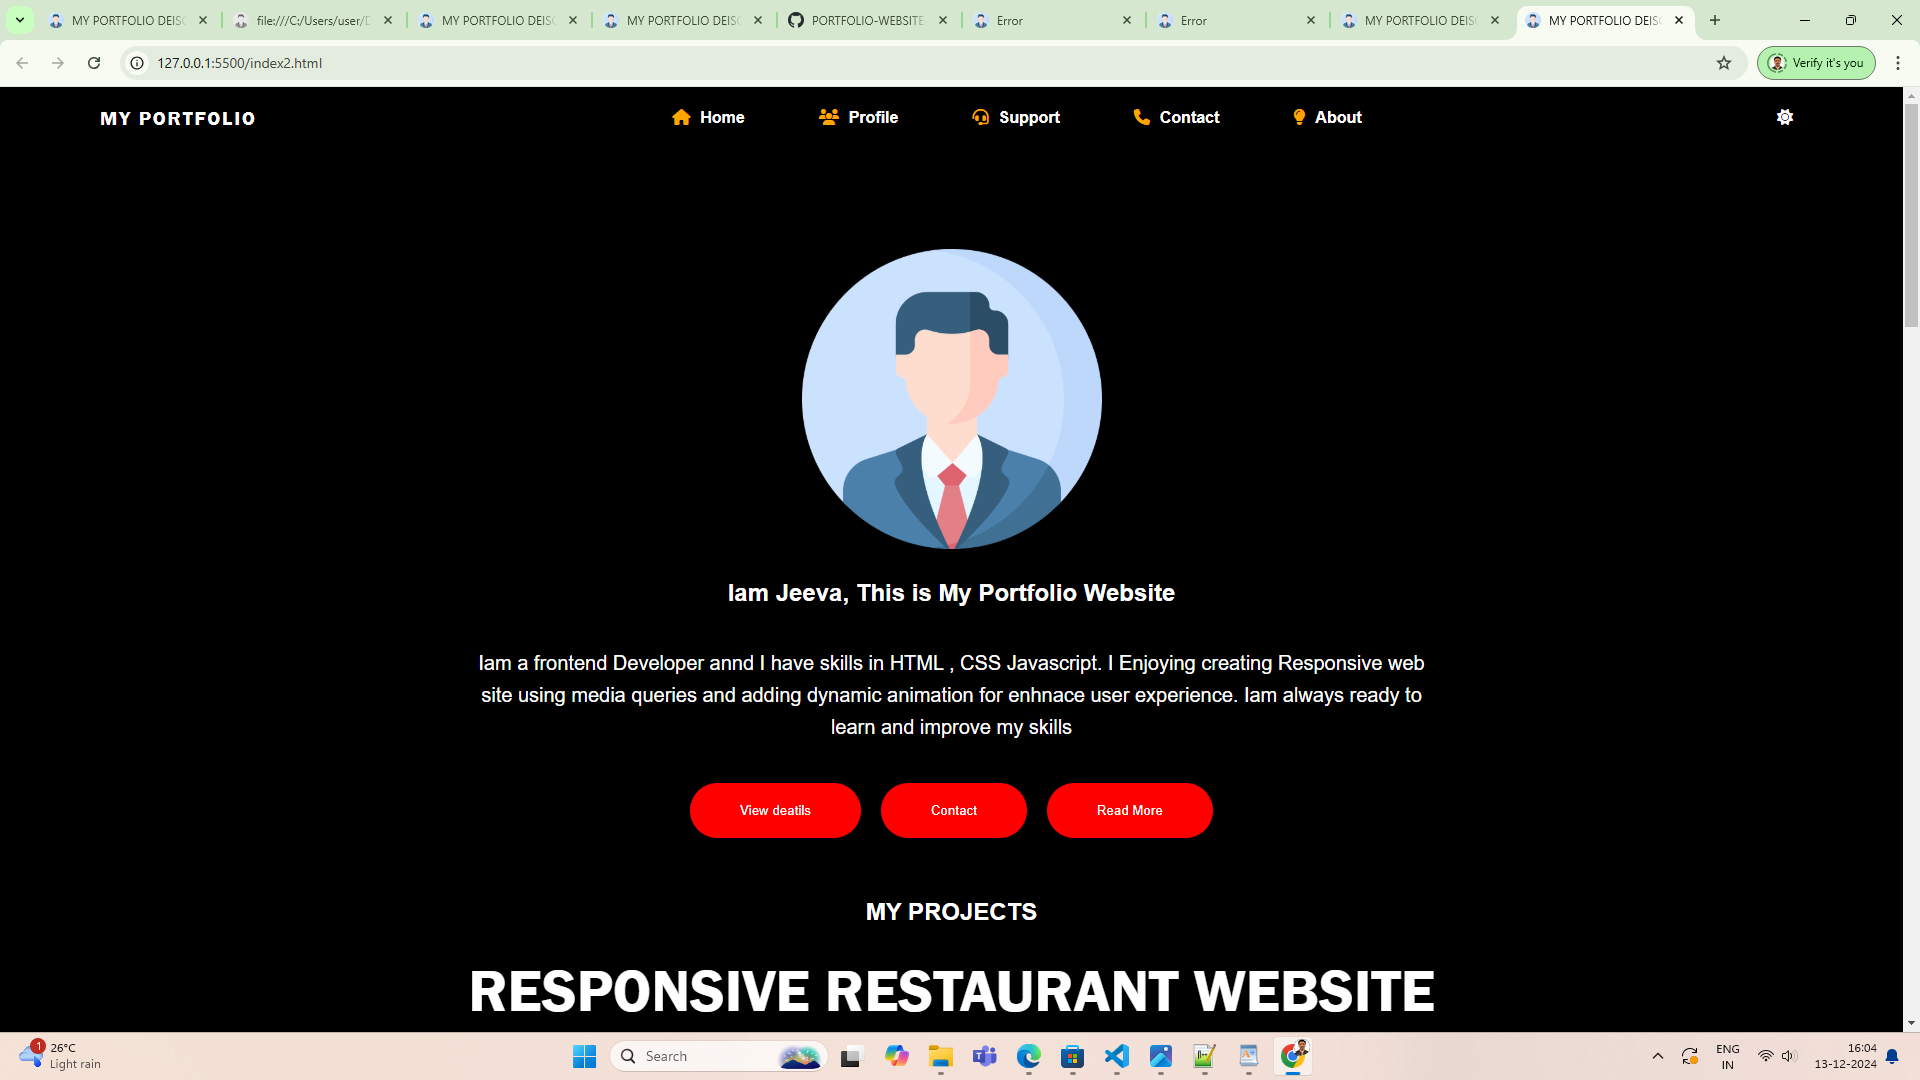 MY PORTFOLIO DEISC
file:///C:/Users/user/D
MY PORTFOLIO DEISC
MY PORTFOLIO DEISC
PORTFOLIO-WEBSITE
Error
Error
MY PORTFOLIO DEISC
MY PORTFOLIO DEISC
127.0.0.1:5500/index2.html
Verify it's you
MY PORTFOLIO
Home
Profile
Support
Contact
About
Iam Jeeva, This is My Portfolio Website
Iam a frontend Developer annd I have skills in HTML , CSS Javascript. I Enjoying creating Responsive web
site using media queries and adding dynamic animation for enhnace user experience. Iam always ready to
learn and improve my skills
View deatils
Contact
Read More
MY PROJECTS
RESPONSIVE RESTAURANT WEBSITE
1
26°C
Light rain
Search
ENG
IN
16:04
13-12-2024